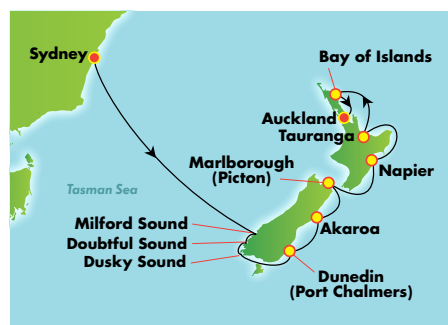 Sydney
Bay of Islands
Auckland
Tauranga
Marlborough
(Picton)
Napier
Tasman Sea
Milford Sound
Doubtful Sound
Dusky Sound
Akaroa
Dunedin
(Port Chalmers)